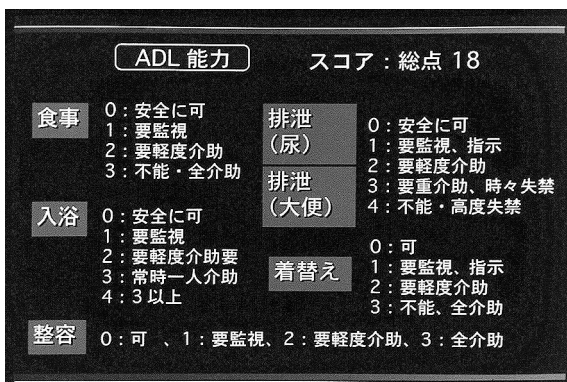 ADL 能力
スコア：総点 18
食事
0：安全に可
1：要監視
2：要軽度介助
3：不能・全介助
排泄
（尿）
排泄
（大便）
0：安全に可
1：要監視、指示
2：要軽度介助
3：要重介助、時々失禁
4：不能・高度失禁
入浴
0：安全に可
1：要監視
2：要軽度介助要
3：常時一人介助
4：3以上
着替え
0：可
1：要監視、指示
2：要軽度介助
3：不能、全介助
整容
0：可 、1：要監視、2：要軽度介助、3：全介助